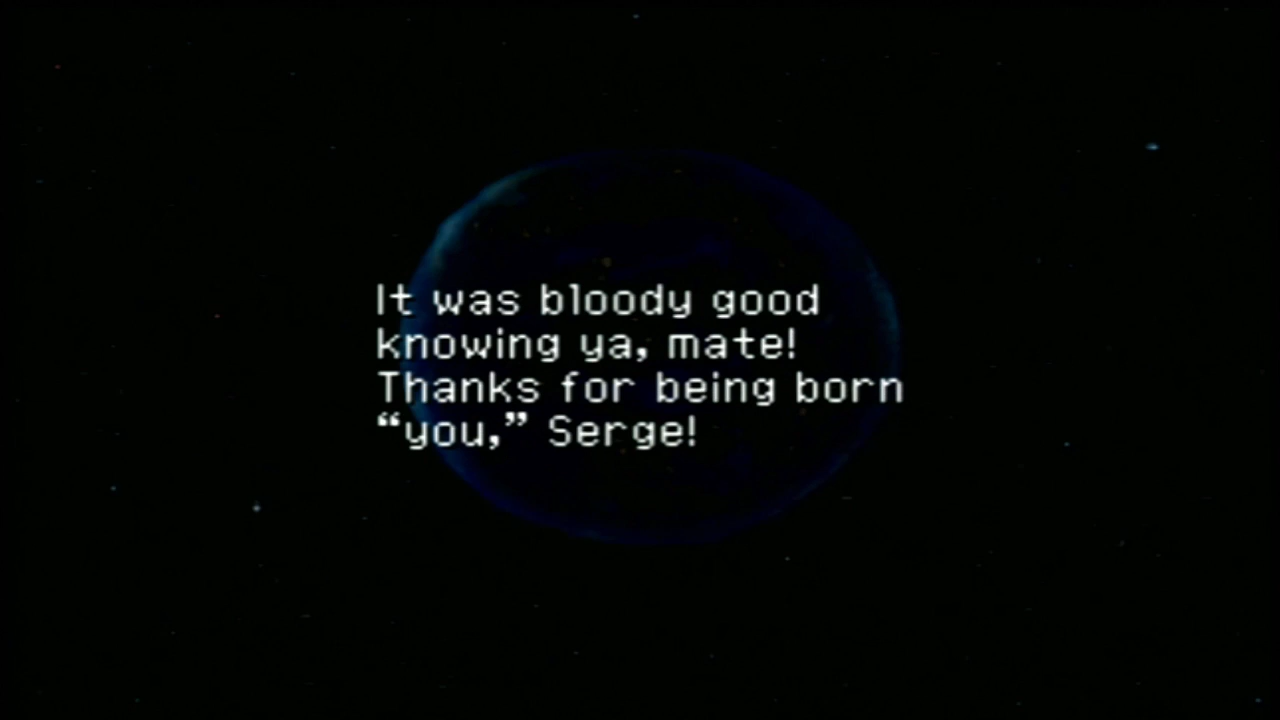 It was bloody good
knowing ya, mate!
Thanks for being born
“you,” Serge!